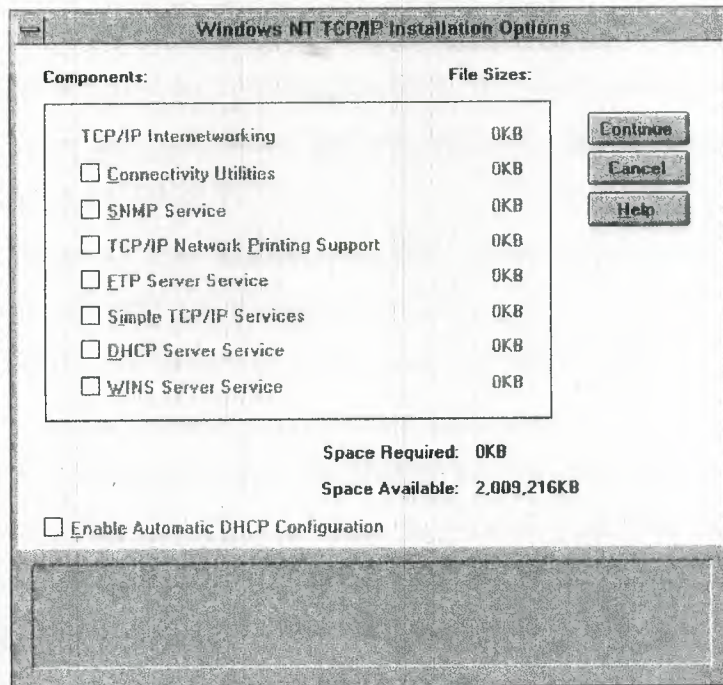 Windows NT TCP/IP Installation Options
Components: File Sizes:
TCP/IP Internetworking 0KB
Connectivity Utilities 0KB
SNMP Service 0KB
TCP/IP Network Printing Support 0KB
FTP Server Service 0KB
Simple TCP/IP Services 0KB
DHCP Server Service 0KB
WINS Server Service 0KB
Continue
Cancel
Help
Space Required: 0KB
Space Available: 2,009,216KB
Enable Automatic DHCP Configuration